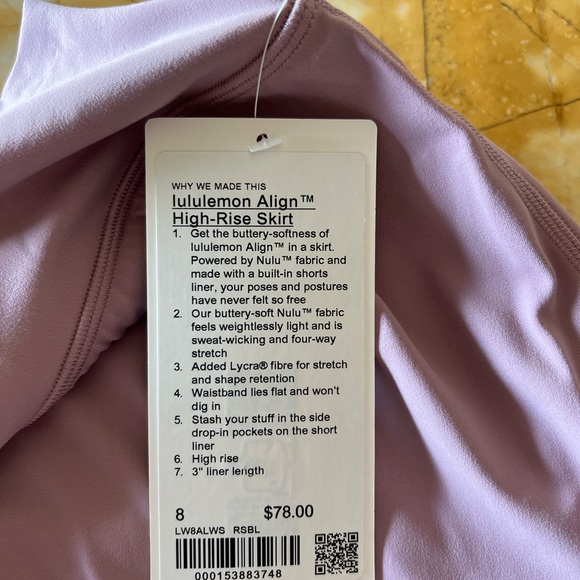 WHY WE MADE THIS
lululemon Align™
High-Rise Skirt
1. Get the buttery-softness of
lululemon Align™ in a skirt.
Powered by Nulu™ fabric and
made with a built-in shorts
liner, your poses and postures
have never felt so free
2. Our buttery-soft Nulu™ fabric
feels weightlessly light and is
sweat-wicking and four-way
stretch
3. Added Lycra® fibre for stretch
and shape retention
4. Waistband lies flat and won't
dig in
5. Stash your stuff in the side
drop-in pockets on the short
liner
6. High rise
7. 3" liner length
8 $78.00
LW8ALWS RSBL
000153883748